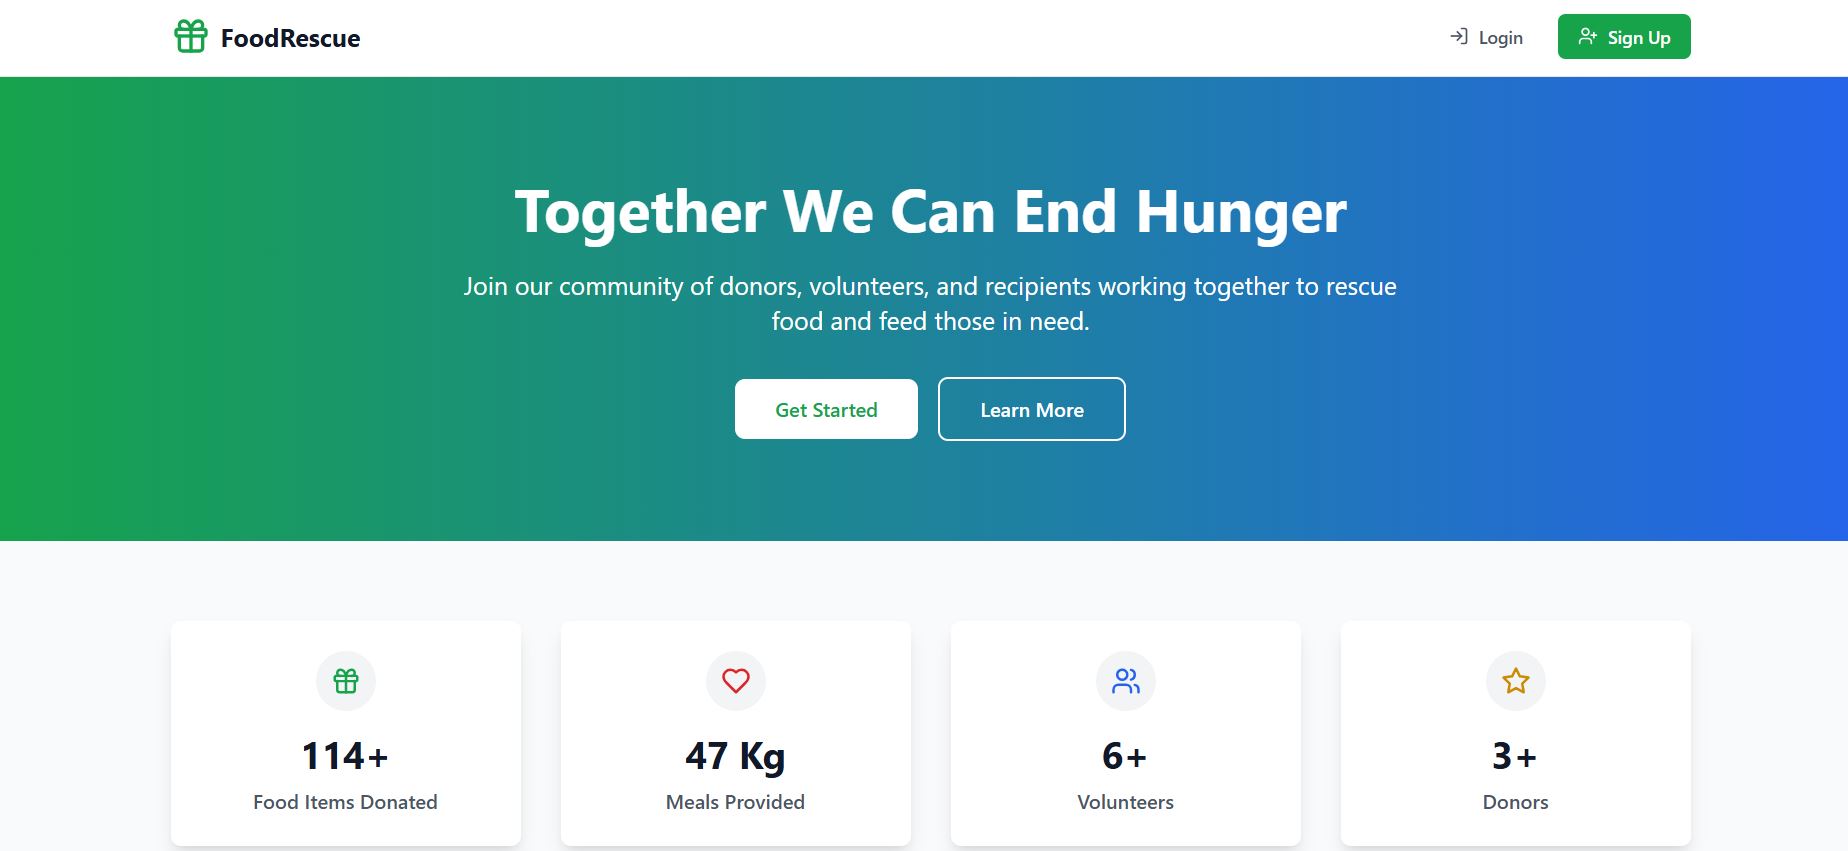 FoodRescue
Login
Sign Up
Together We Can End Hunger
Join our community of donors, volunteers, and recipients working together to rescue
food and feed those in need.
Get Started
Learn More
114+
Food Items Donated
47 Kg
Meals Provided
6+
Volunteers
3+
Donors